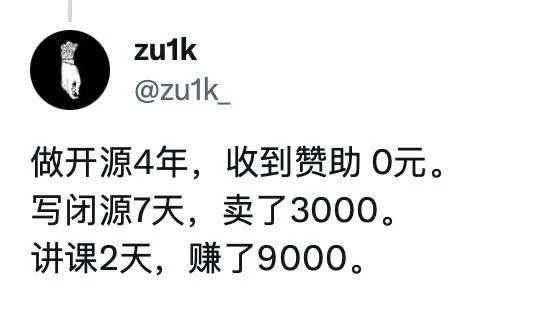 zu1k
@zu1k_
做开源4年，收到赞助 0元。
写闭源7天，卖了3000。
讲课2天，赚了9000。